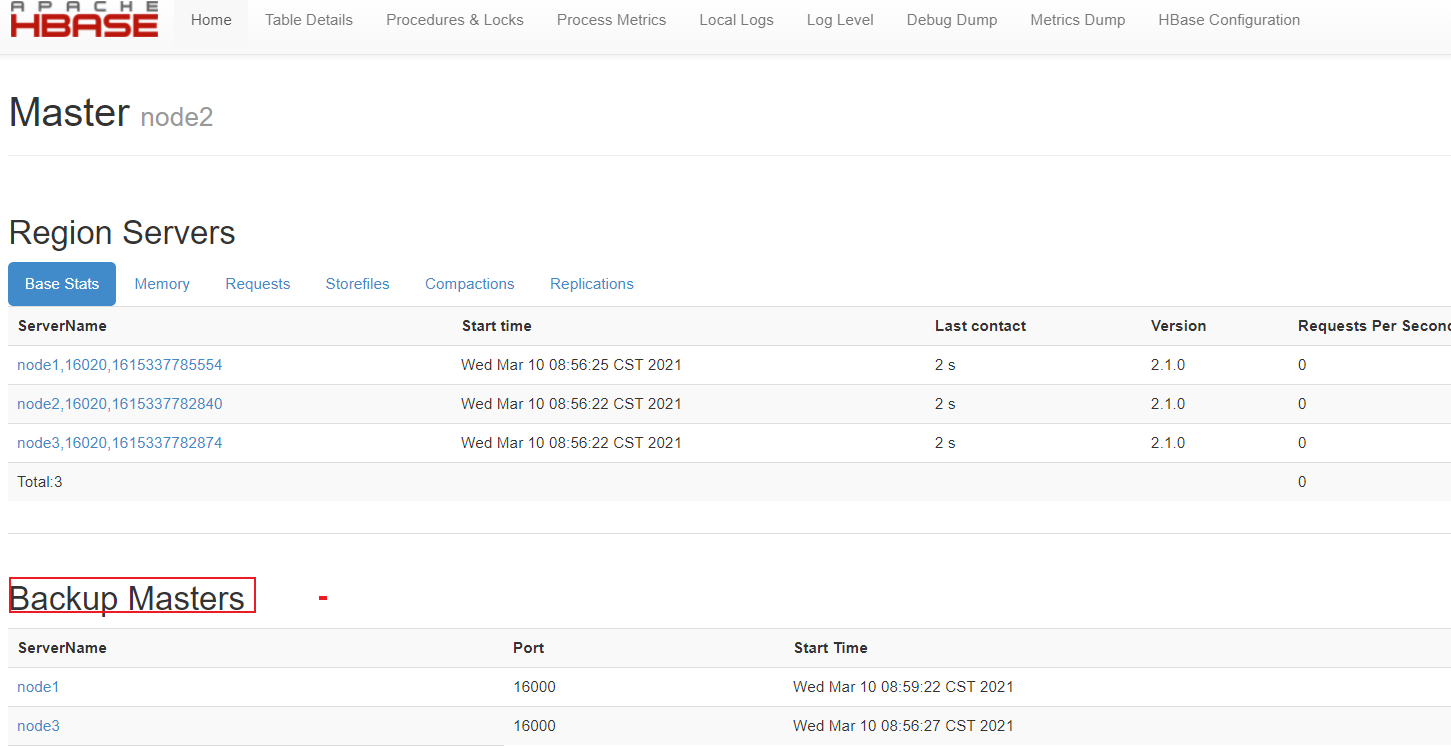 APACHE
HBASE Home Table Details Procedures & Locks Process Metrics Local Logs Log Level Debug Dump Metrics Dump HBase Configuration
Master node2
Region Servers
Base Stats Memory Requests Storefiles Compactions Replications
ServerName Start time Last contact Version Requests Per Secon
node1,16020,1615337785554 Wed Mar 10 08:56:25 CST 2021 2 s 2.1.0 0
node2,16020,1615337782840 Wed Mar 10 08:56:22 CST 2021 2 s 2.1.0 0
node3,16020,1615337782874 Wed Mar 10 08:56:22 CST 2021 2 s 2.1.0 0
Total:3 0
Backup Masters
ServerName Port Start Time
node1 16000 Wed Mar 10 08:59:22 CST 2021
node3 16000 Wed Mar 10 08:56:27 CST 2021